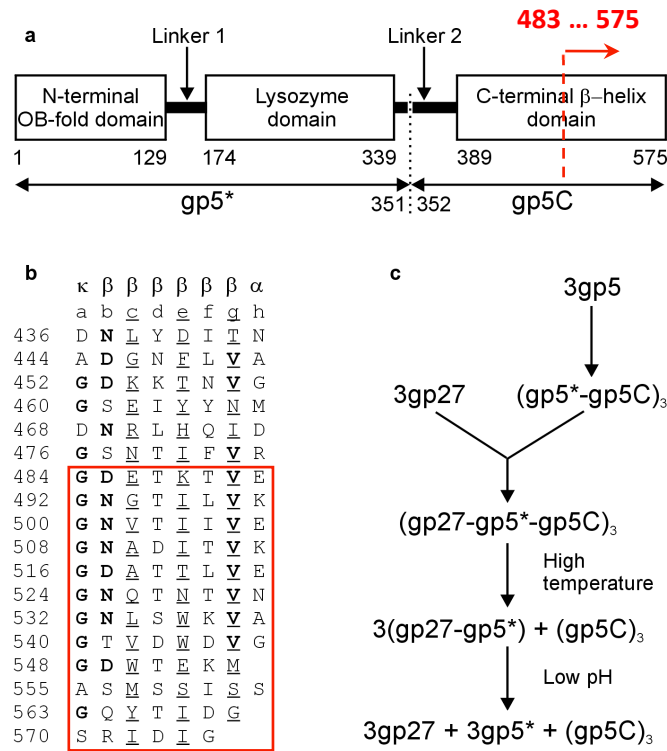 483 ... 575
a
Linker 1
Linker 2
N-terminal
OB-fold domain
Lysozyme
domain
C-terminal β–helix
domain
1 129 174 339 389 575
gp5* 351 352 gp5C
b
κ β β β β β β α
a b c d e f g h
436 D N L Y D I T N
444 A D G N F L V A
452 G D K K T N V G
460 G S E I Y Y N M
468 D N R L H Q I D
476 G S N T I F V R
484 G D E T K T V E
492 G N G T I L V K
500 G N V T I I V E
508 G N A D I T V K
516 G D A T T L V E
524 G N Q T N T V N
532 G N L S W K V A
540 G T V D W D V G
548 G D W T E K M
555 A S M S S I S S
563 G Q Y T I D G
570 S R I D I G
c
3gp5
3gp27 (gp5*-gp5C)3
(gp27-gp5*-gp5C)3
High
temperature
3(gp27-gp5*) + (gp5C)3
Low pH
3gp27 + 3gp5* + (gp5C)3